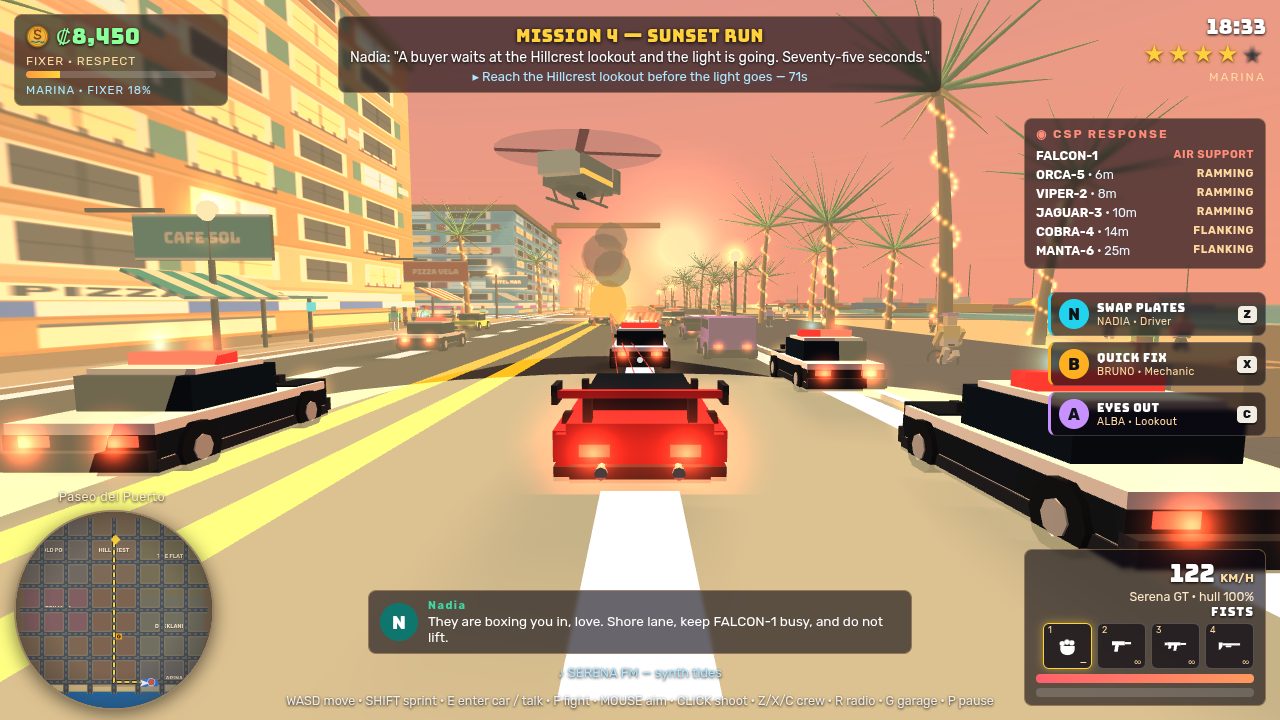 ₡8,450
FIXER • RESPECT
MARINA • FIXER 18%
MISSION 4 — SUNSET RUN
Nadia: "A buyer waits at the Hillcrest lookout and the light is going. Seventy-five seconds."
▸ Reach the Hillcrest lookout before the light goes — 71s
18:33
★★★★★
MARINA
◉ CSP RESPONSE
FALCON-1 AIR SUPPORT
ORCA-5 • 6m RAMMING
VIPER-2 • 8m RAMMING
JAGUAR-3 • 10m RAMMING
COBRA-4 • 14m FLANKING
MANTA-6 • 25m FLANKING
CAFE SOL
PIZZA VELA
PIZZ
N SWAP PLATES Z
NADIA • Driver
B QUICK FIX X
BRUNO • Mechanic
A EYES OUT C
ALBA • Lookout
Paseo del Puerto
N
Nadia
They are boxing you in, love. Shore lane, keep FALCON-1 busy, and do not
lift.
122 KM/H
Serena GT • hull 100%
FISTS
1 2 3 4
– ∞ ∞ ∞
♪ SERENA FM — synth tides
WASD move • SHIFT sprint • E enter car / talk • F fight • MOUSE aim • CLICK shoot • Z/X/C crew • R radio • G garage • P pause